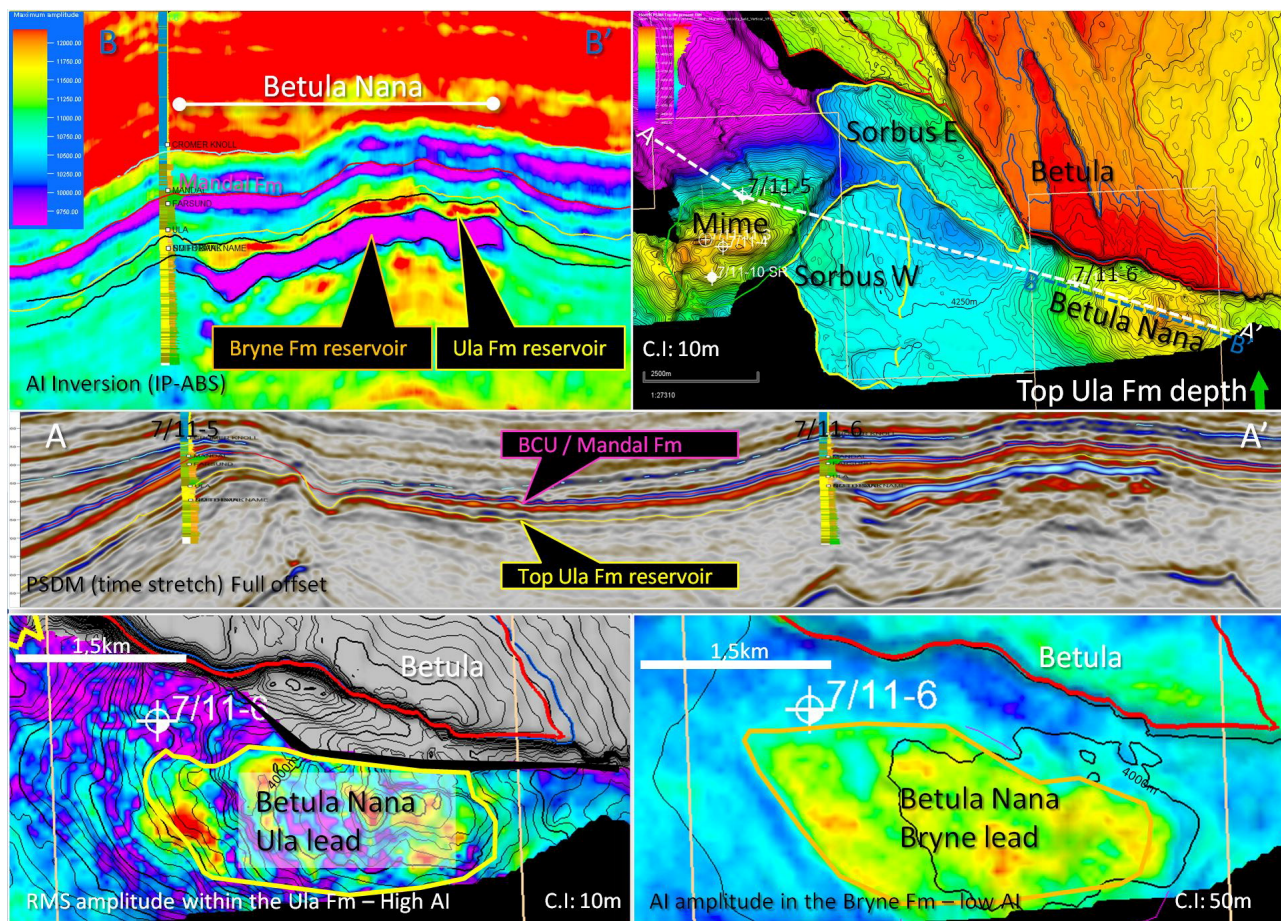 Maximum amplitude
12000.00
11750.00
11500.00
11250.00
11000.00
10750.00
10500.00
10250.00
10000.00
9750.00
B
B'
Betula Nana
CROMER KNOLL
Mandal Fm
MANDAL
FARSUND
ULA
Bryne Fm reservoir
Ula Fm reservoir
AI Inversion (IP-ABS)
A
7/11-5
Mime
7/11-4
7/11-10 SR
Sorbus E
Sorbus W
Betula
4250m
B
7/11-6
Betula Nana
A'
B'
C.I: 10m
2500m
1:27310
Top Ula Fm depth
A
7/11-5
KNOLL
ULA
BCU / Mandal Fm
7/11-6
ULA
A'
Top Ula Fm reservoir
PSDM (time stretch) Full offset
1,5km
Betula
7/11-6
4000m
Betula Nana
Ula lead
RMS amplitude within the Ula Fm – High AI
C.I: 10m
1.5km
Betula
7/11-6
4000m
Betula Nana
Bryne lead
AI amplitude in the Bryne Fm – low AI
C.I: 50m